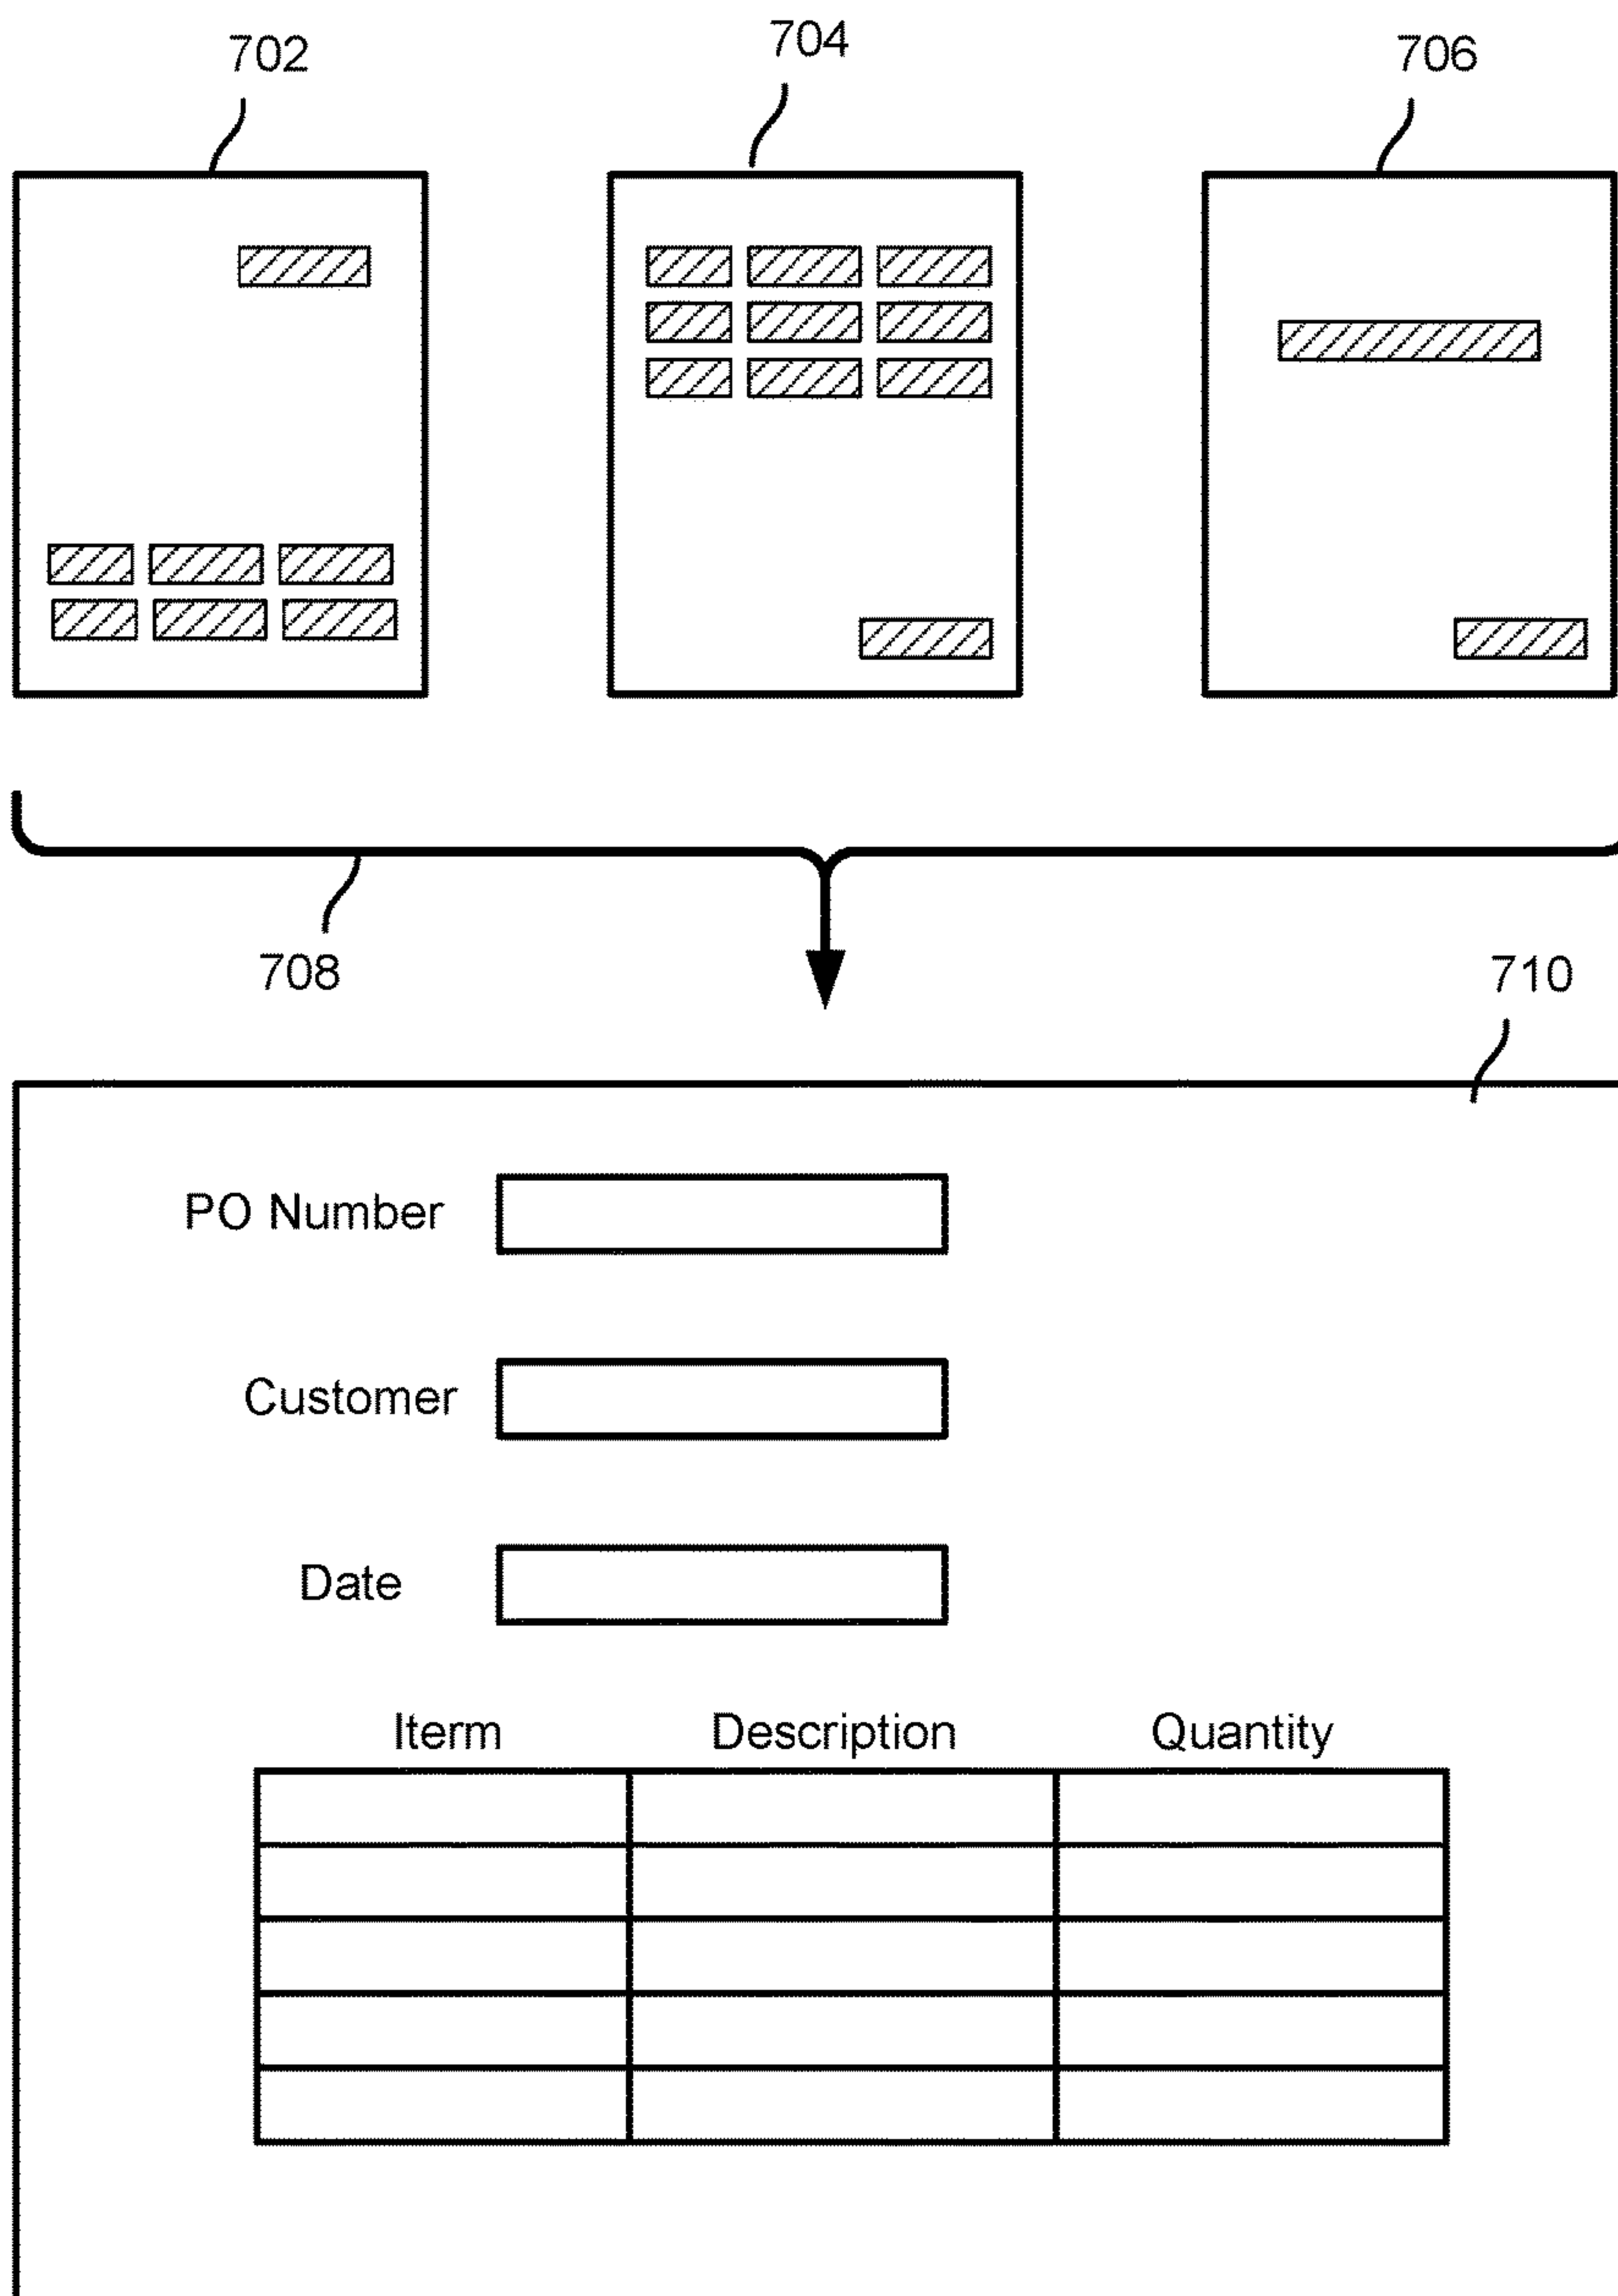 702
704
706
708
710
PO Number
Customer
Date
Iterm Description Quantity